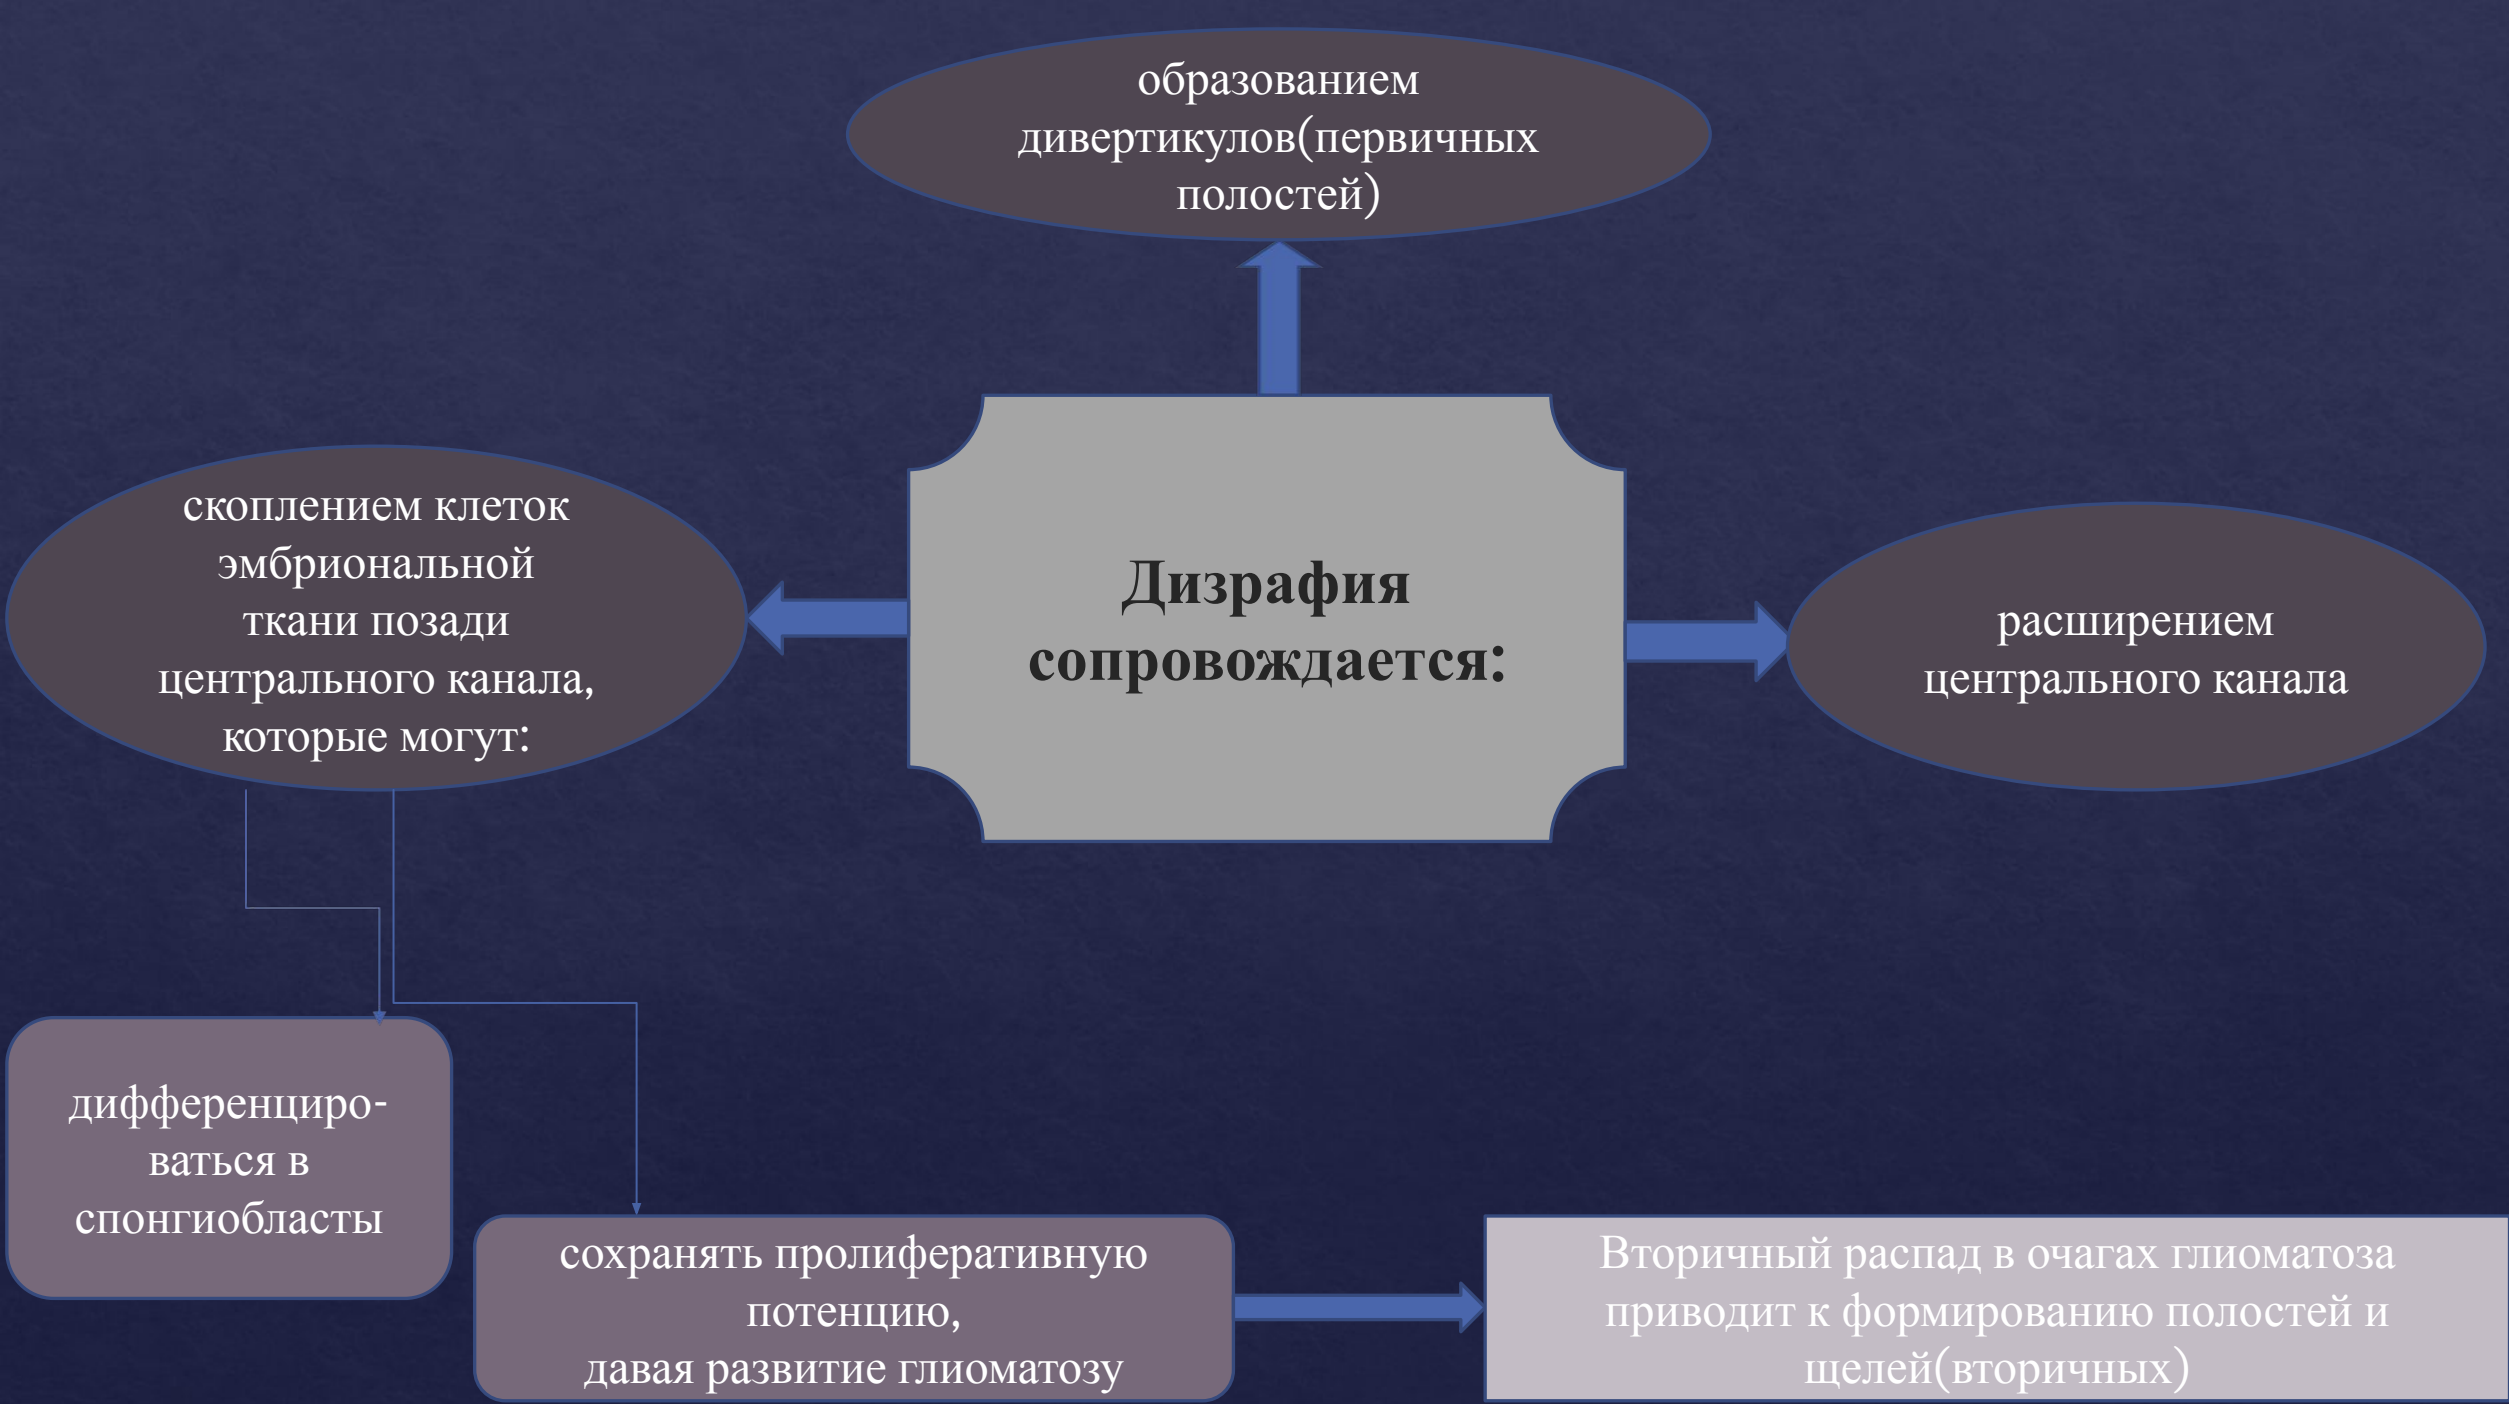 образованием
дивертикулов(первичных
полостей)
скоплением клеток
эмбриональной
ткани позади
центрального канала,
которые могут:
Дизрафия
сопровождается:
расширением
центрального канала
дифференциро-
ваться в
спонгиобласты
сохранять пролиферативную
потенцию,
давая развитие глиоматозу
Вторичный распад в очагах глиоматоза
приводит к формированию полостей и
щелей(вторичных)